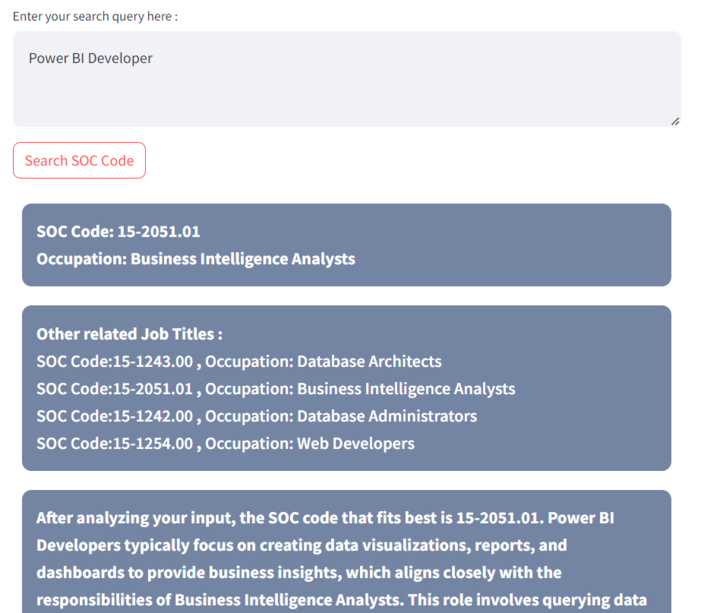 Enter your search query here :
Power BI Developer
Search SOC Code
SOC Code: 15-2051.01
Occupation: Business Intelligence Analysts
Other related Job Titles :
SOC Code:15-1243.00 , Occupation: Database Architects
SOC Code:15-2051.01 , Occupation: Business Intelligence Analysts
SOC Code:15-1242.00 , Occupation: Database Administrators
SOC Code:15-1254.00 , Occupation: Web Developers
After analyzing your input, the SOC code that fits best is 15-2051.01. Power BI
Developers typically focus on creating data visualizations, reports, and
dashboards to provide business insights, which aligns closely with the
responsibilities of Business Intelligence Analysts. This role involves querying data